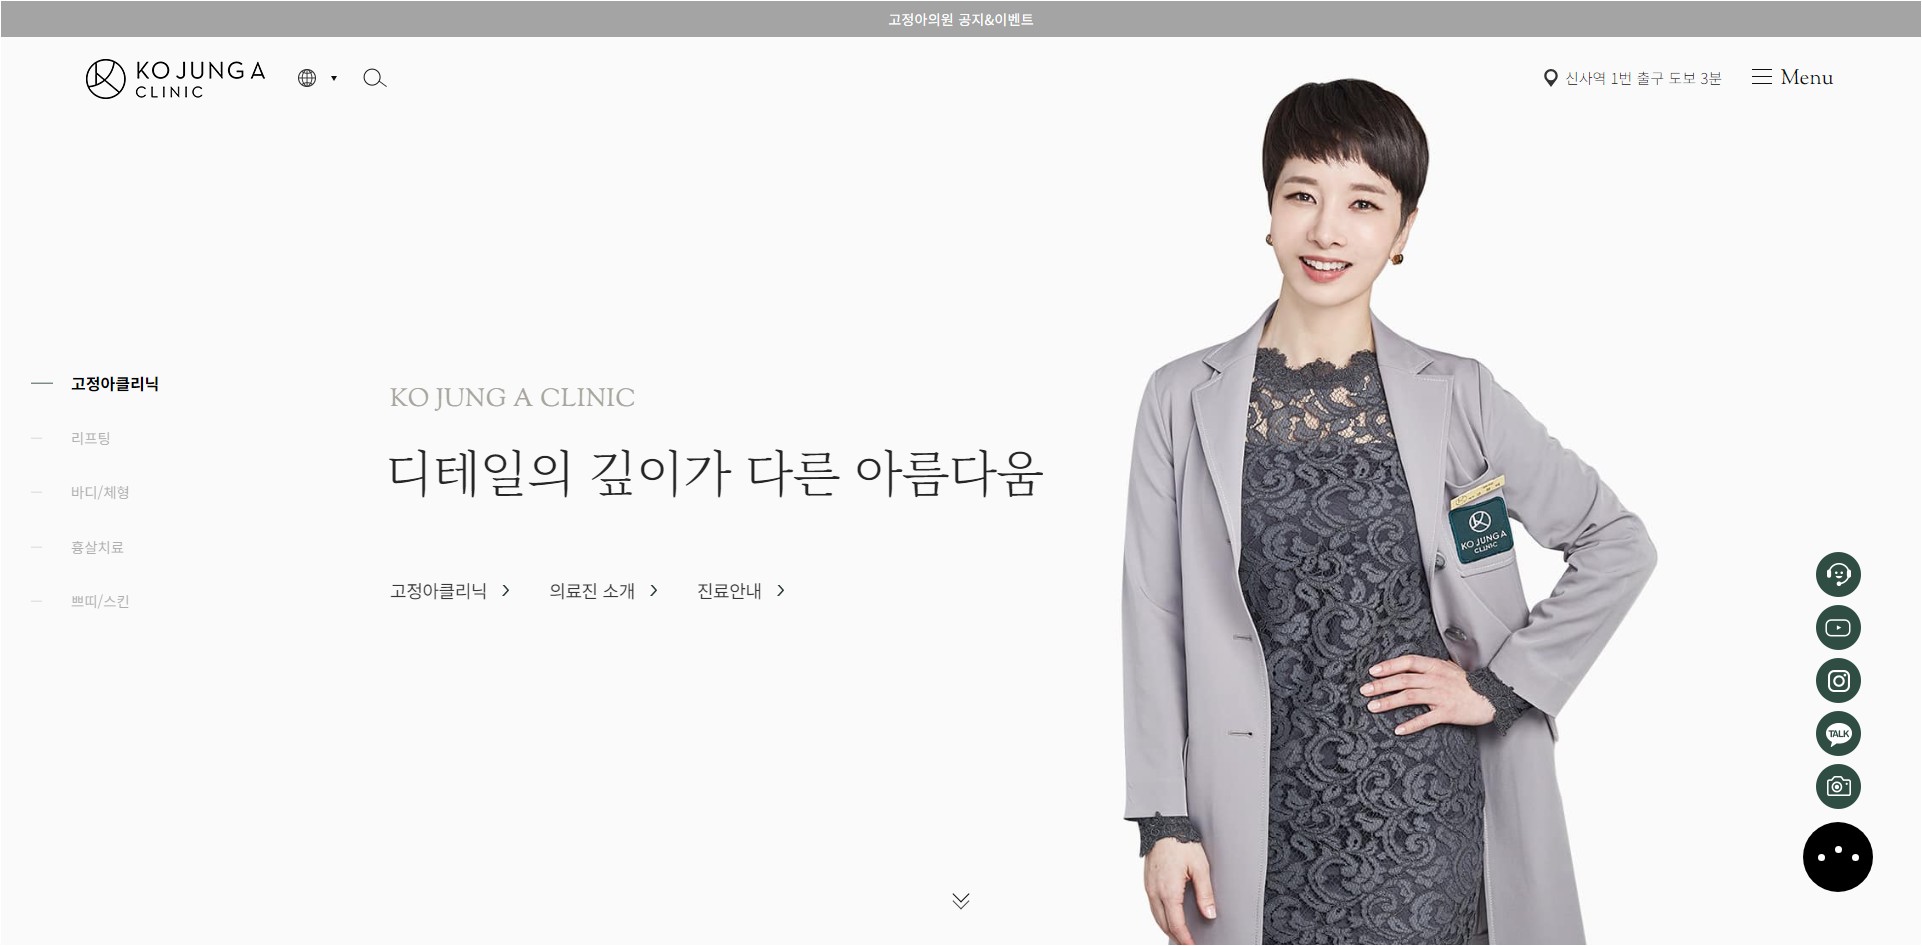 고정아의원 공지&이벤트
KO JUNG A
CLINIC
신사역 1번 출구 도보 3분
Menu
고정아클리닉
리프팅
바디/체형
흉살치료
쁘띠/스킨
KO JUNG A CLINIC
디테일의 깊이가 다른 아름다움
고정아클리닉
의료진 소개
진료안내
KO JUNG A
CLINIC
TALK